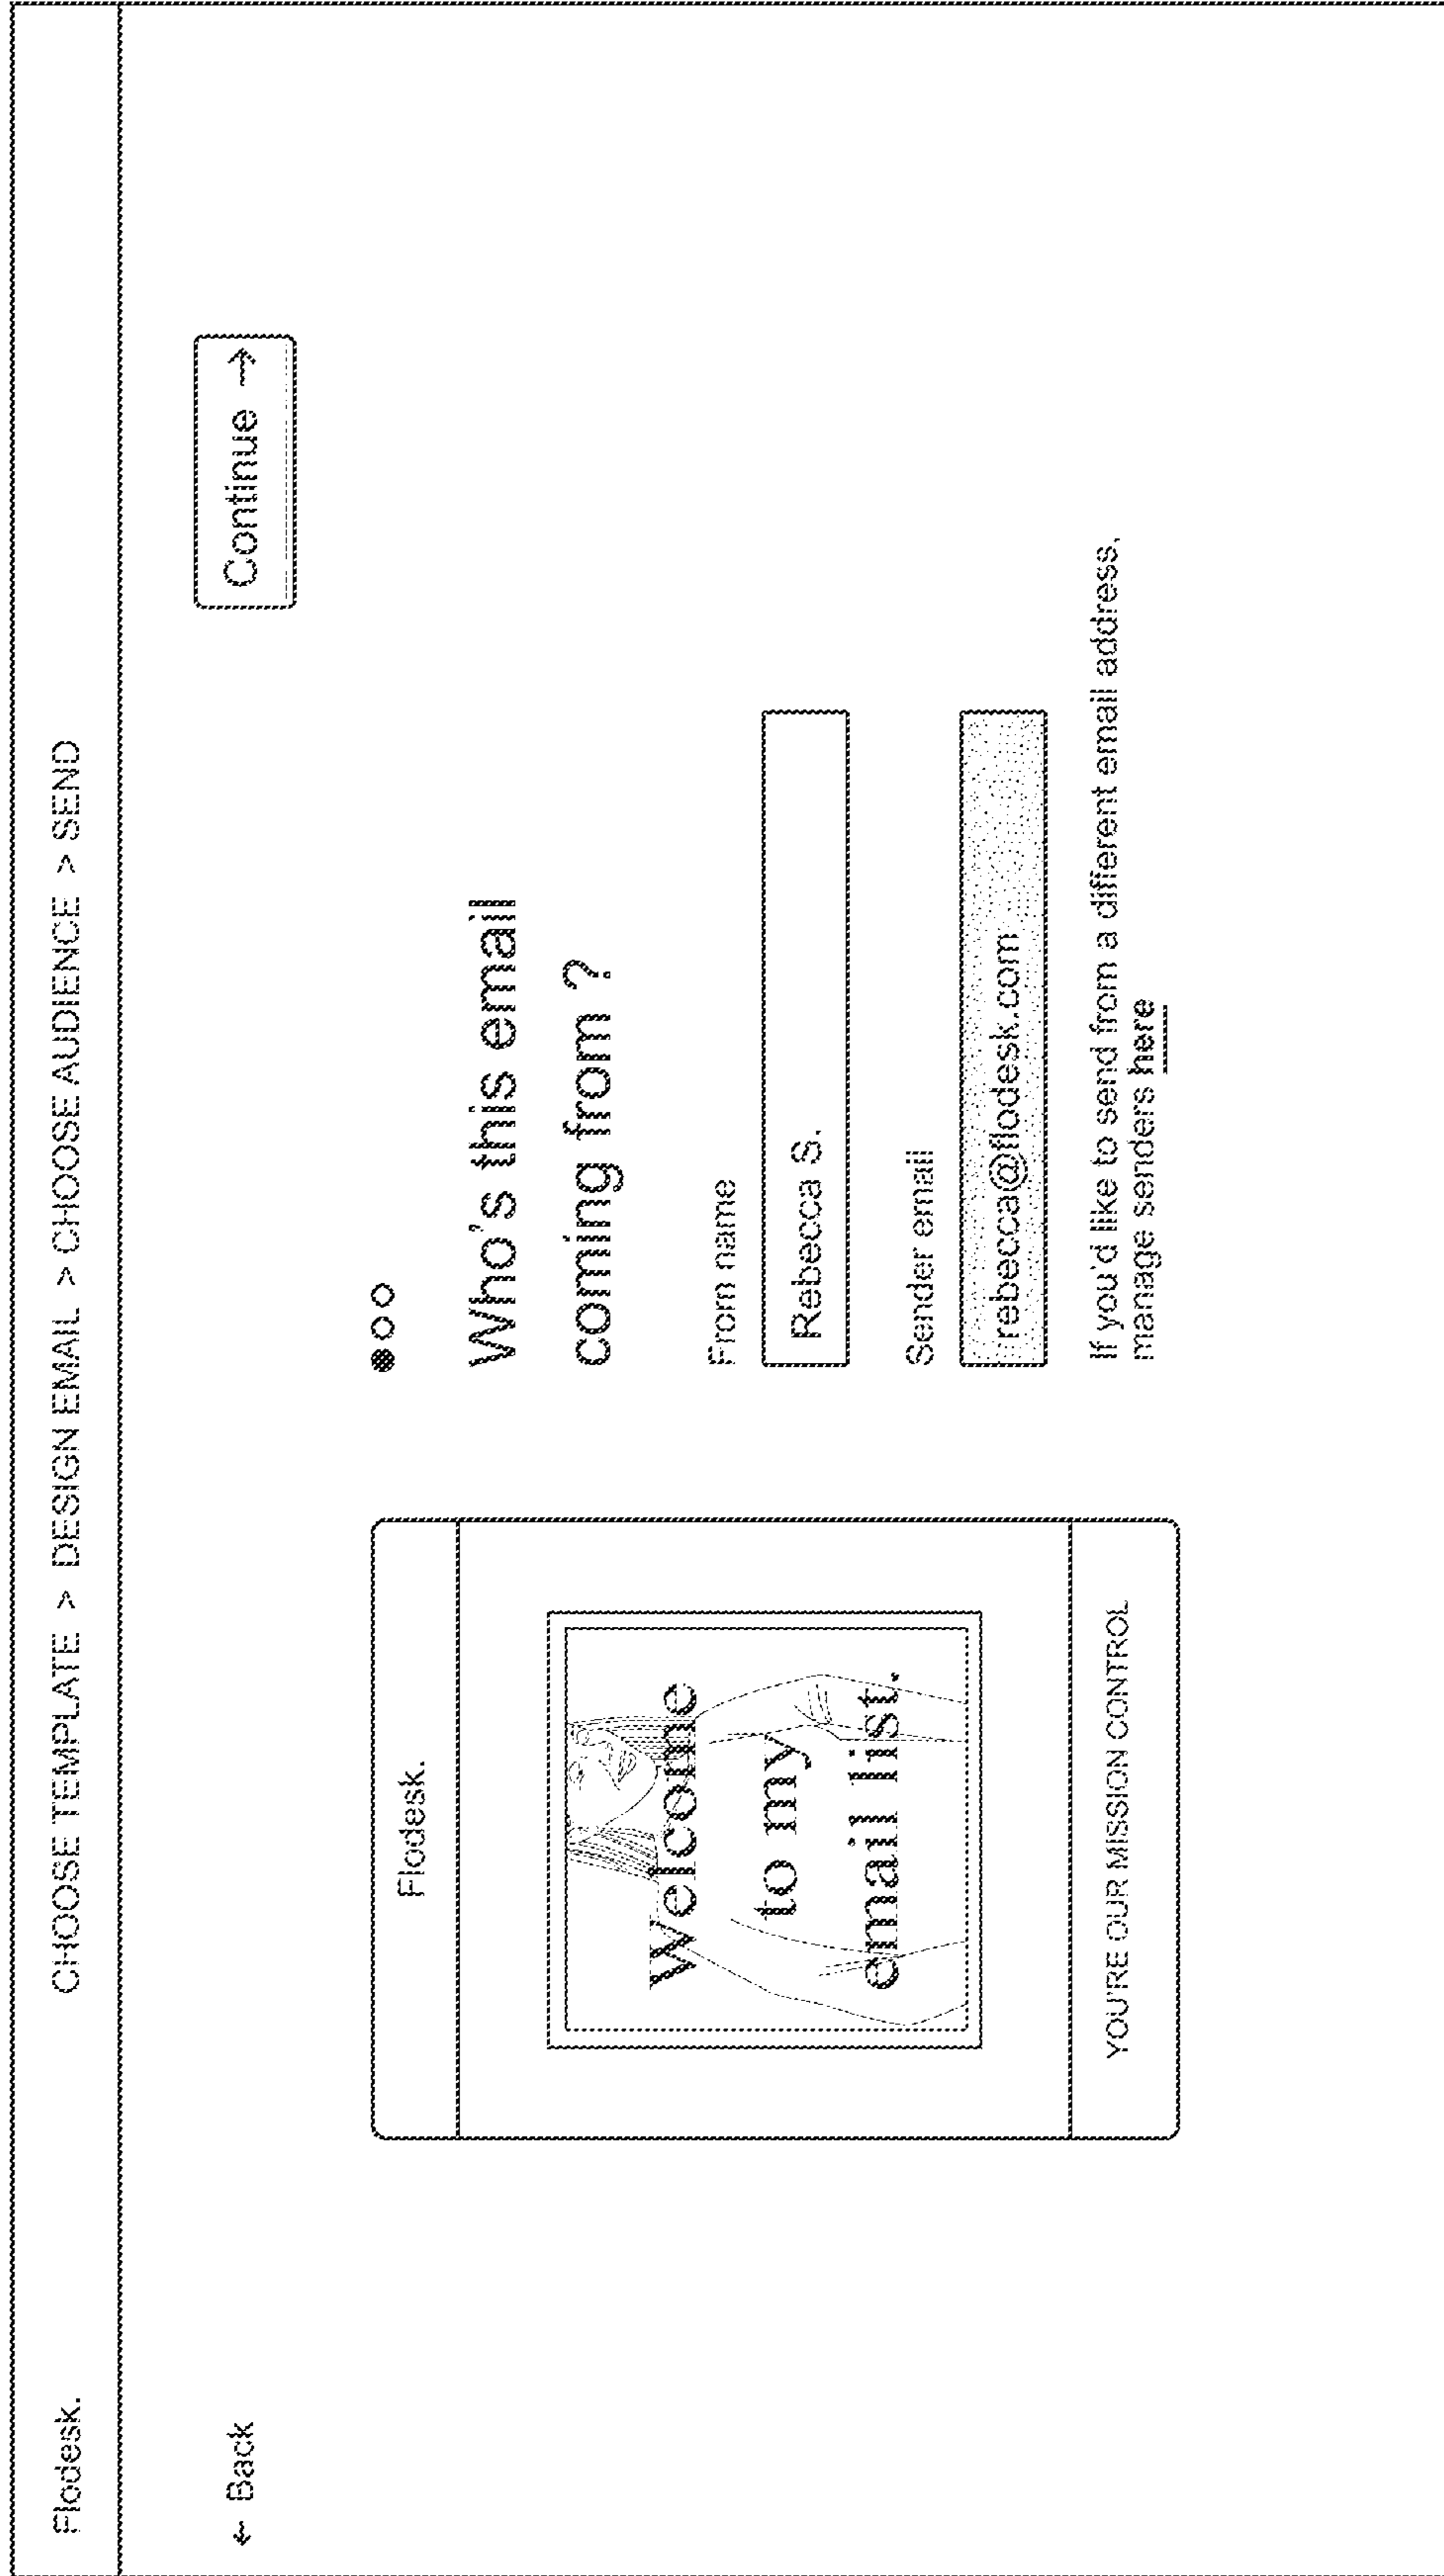 Flodesk.
CHOOSE TEMPLATE > DESIGN EMAIL > CHOOSE AUDIENCE > SEND
← Back
Continue →
Flodesk.
Welcome
to my
email list.
YOU'RE OUR MISSION CONTROL
Who's this email
coming from ?
From name
Rebecca S.
Sender email
rebecca@flodesk.com
If you'd like to send from a different email address,
manage senders here